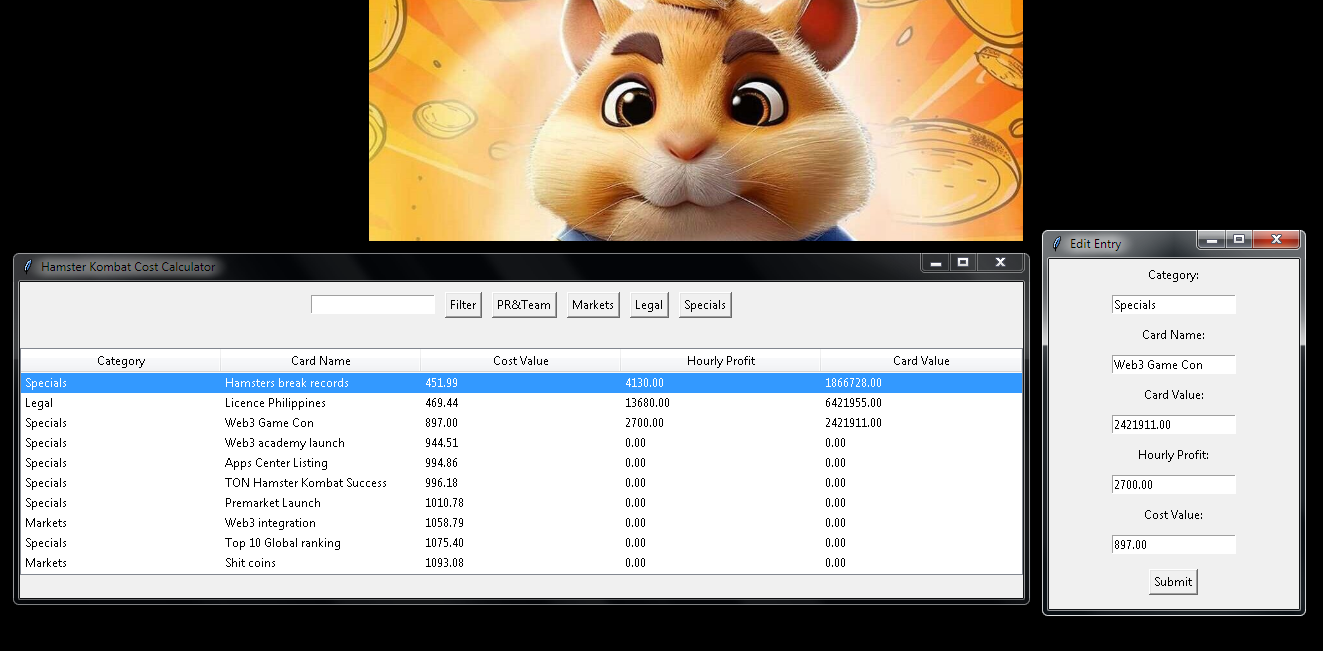 Hamster Kombat Cost Calculator
Filter PR&Team Markets Legal Specials
Category Card Name Cost Value Hourly Profit Card Value
Specials Hamsters break records 451.99 4130.00 1866728.00
Legal Licence Philippines 469.44 13680.00 6421955.00
Specials Web3 Game Con 897.00 2700.00 2421911.00
Specials Web3 academy launch 944.51 0.00 0.00
Specials Apps Center Listing 994.86 0.00 0.00
Specials TON Hamster Kombat Success 996.18 0.00 0.00
Specials Premarket Launch 1010.78 0.00 0.00
Markets Web3 integration 1058.79 0.00 0.00
Specials Top 10 Global ranking 1075.40 0.00 0.00
Markets Shit coins 1093.08 0.00 0.00
Edit Entry
Category:
Specials
Card Name:
Web3 Game Con
Card Value:
2421911.00
Hourly Profit:
2700.00
Cost Value:
897.00
Submit